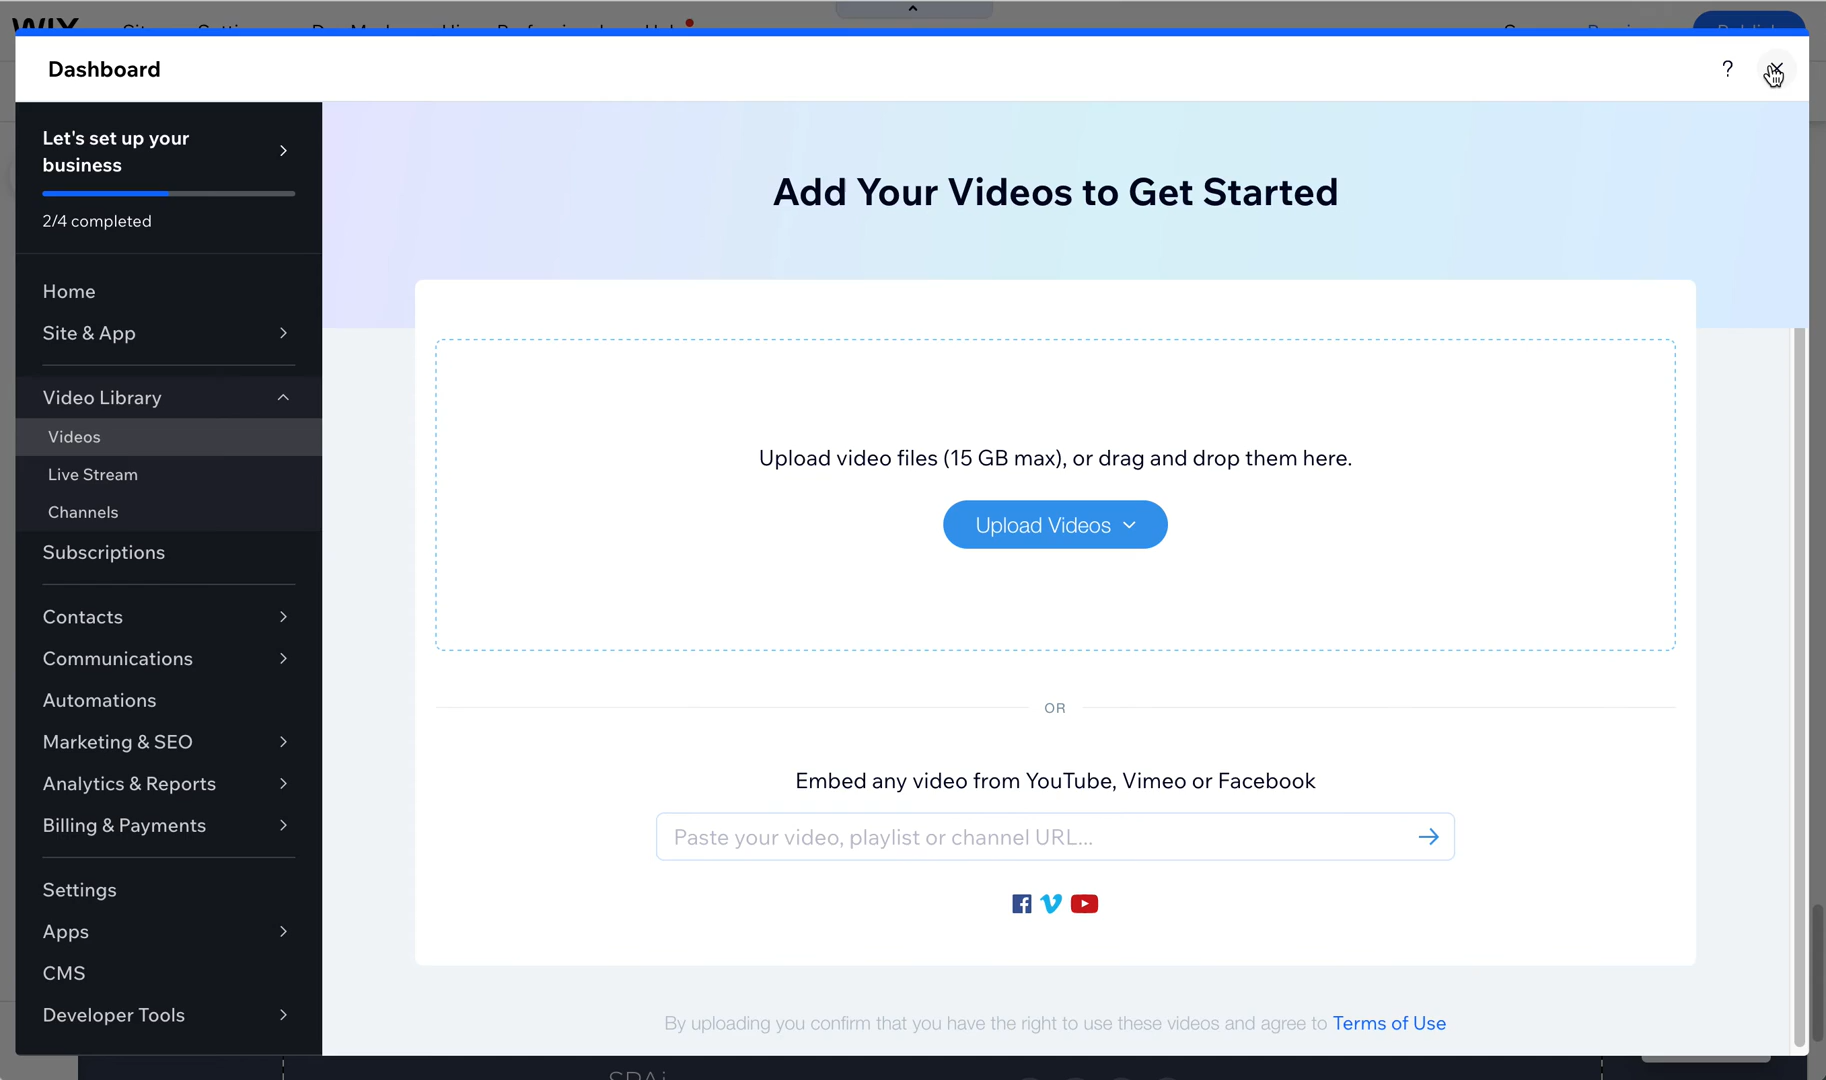 WIX
Dashboard
?
Let's set up your
business
2/4 completed
Home
Site & App
Video Library
Videos
Live Stream
Channels
Subscriptions
Contacts
Communications
Automations
Marketing & SEO
Analytics & Reports
Billing & Payments
Settings
Apps
CMS
Developer Tools
Add Your Videos to Get Started
Upload video files (15 GB max), or drag and drop them here.
Upload Videos
OR
Embed any video from YouTube, Vimeo or Facebook
Paste your video, playlist or channel URL...
By uploading you confirm that you have the right to use these videos and agree to Terms of Use